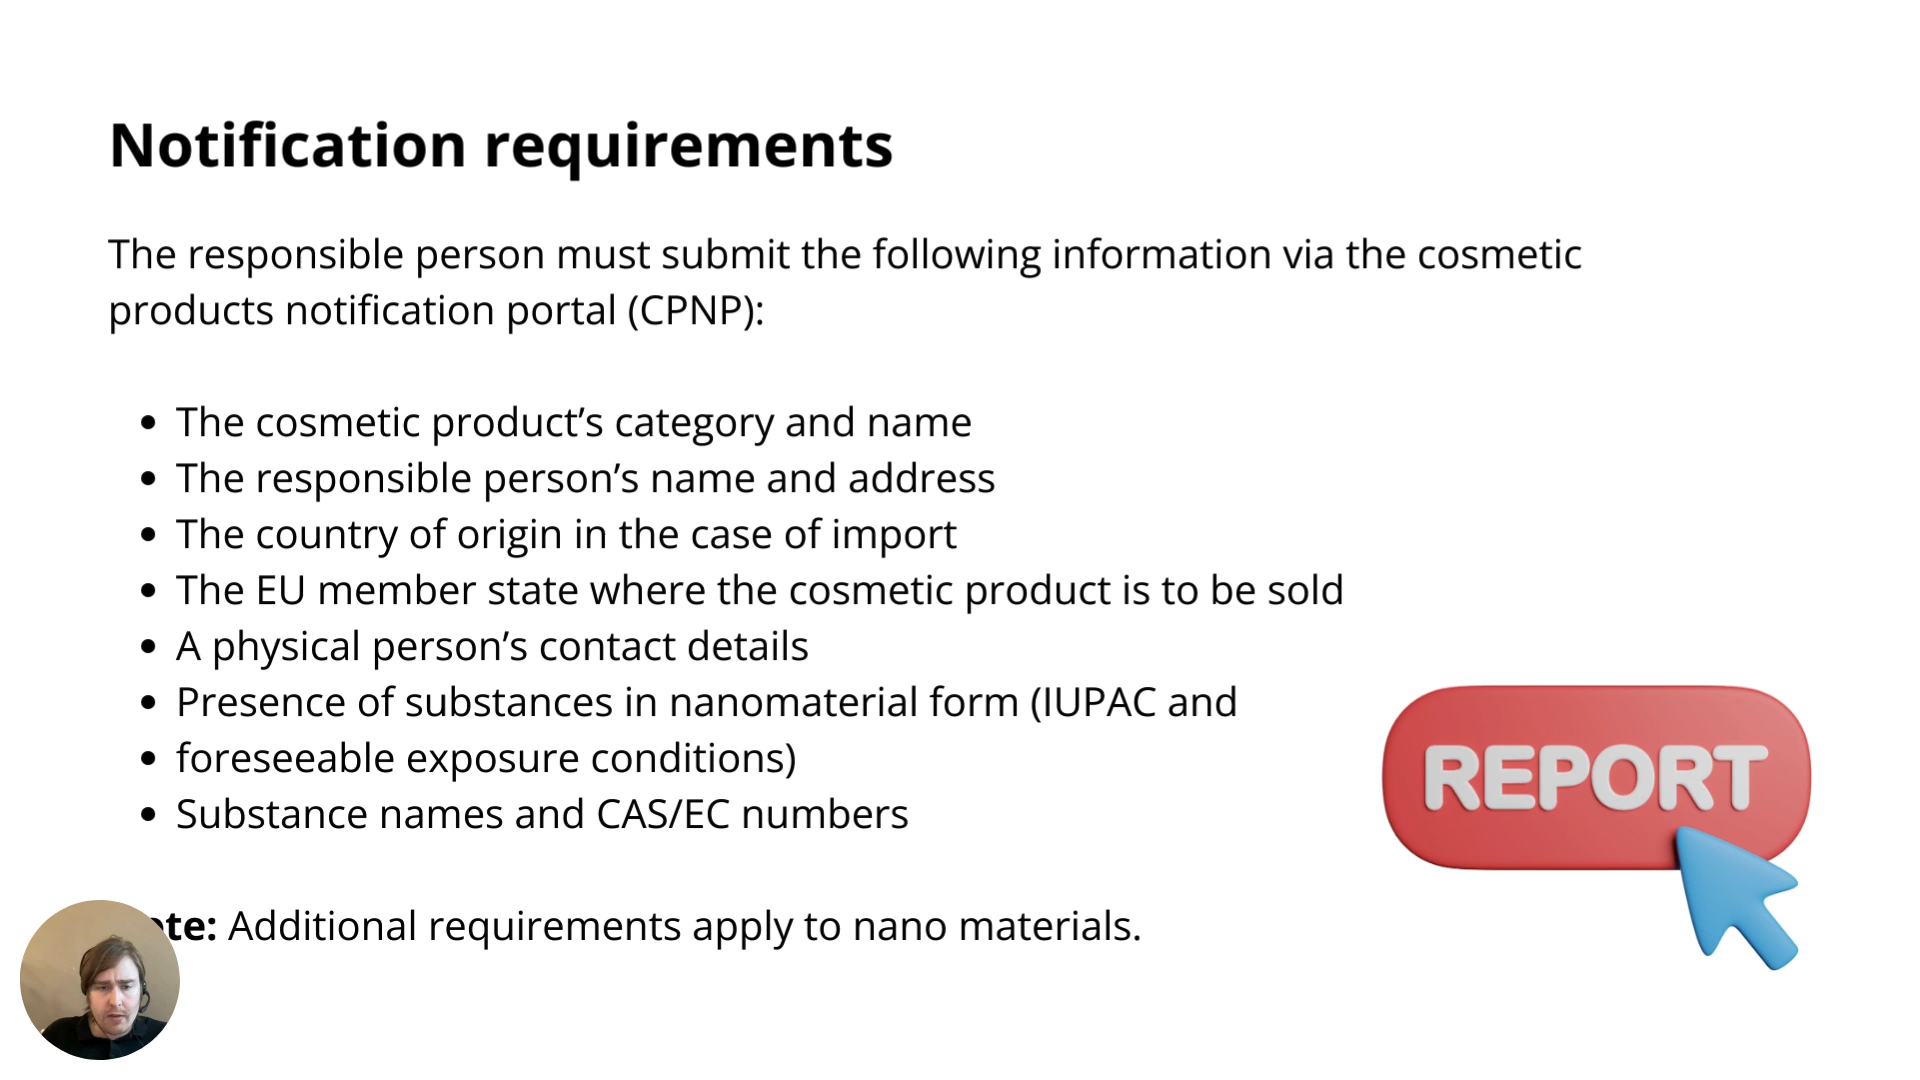 Notification requirements
The responsible person must submit the following information via the cosmetic
products notification portal (CPNP):
• The cosmetic product’s category and name
• The responsible person’s name and address
• The country of origin in the case of import
• The EU member state where the cosmetic product is to be sold
• A physical person’s contact details
• Presence of substances in nanomaterial form (IUPAC and
• foreseeable exposure conditions)
• Substance names and CAS/EC numbers
REPORT
Additional requirements apply to nano materials.